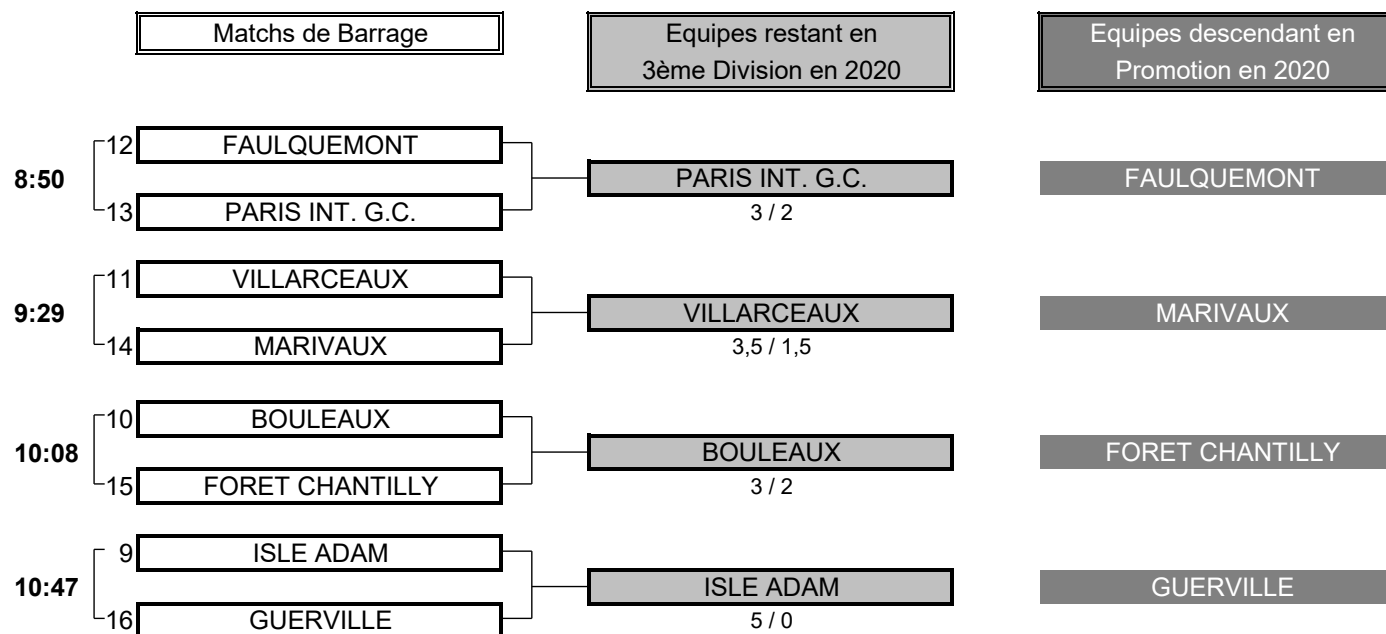 Matchs de Barrage
Equipes restant en
3ème Division en 2020
Equipes descendant en
Promotion en 2020
8:50
12 FAULQUEMONT
13 PARIS INT. G.C.
PARIS INT. G.C.
3 / 2
FAULQUEMONT
9:29
11 VILLARCEAUX
14 MARIVAUX
VILLARCEAUX
3,5 / 1,5
MARIVAUX
10:08
10 BOULEAUX
15 FORET CHANTILLY
BOULEAUX
3 / 2
FORET CHANTILLY
10:47
9 ISLE ADAM
16 GUERVILLE
ISLE ADAM
5 / 0
GUERVILLE